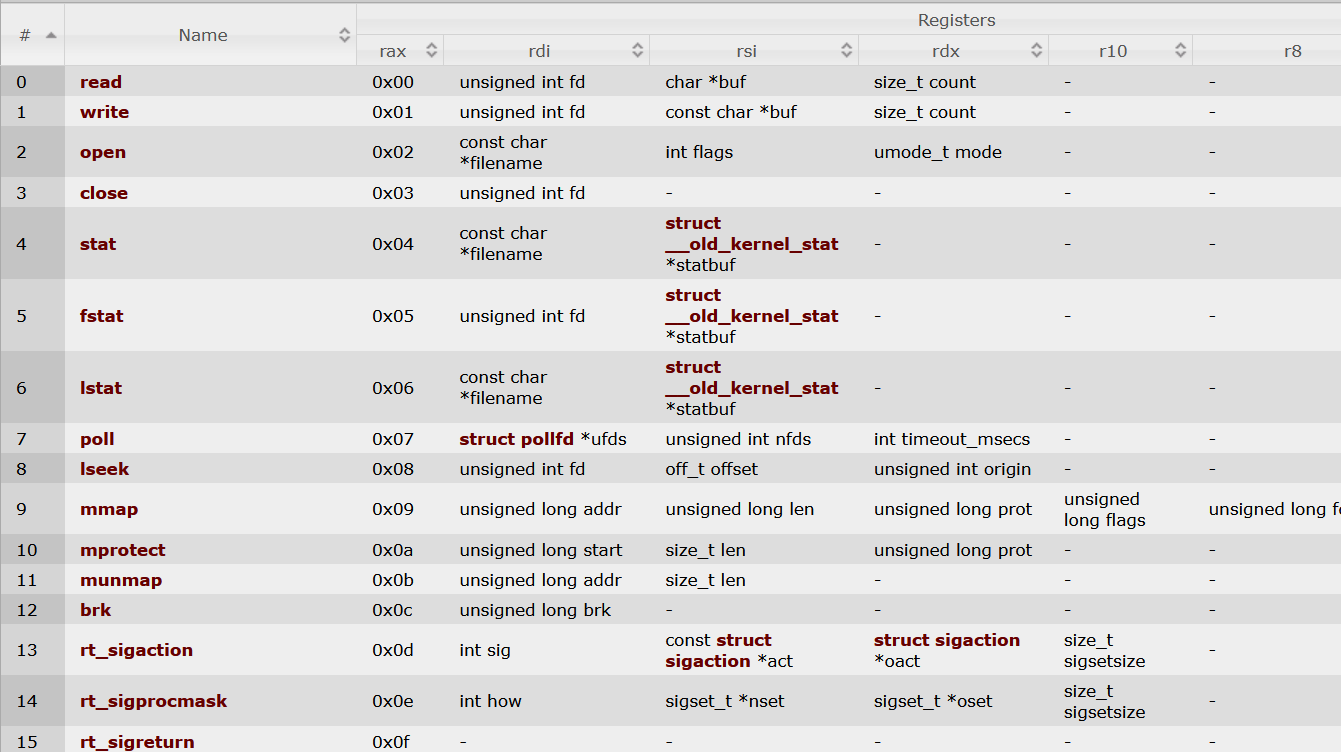 # Name Registers
rax rdi rsi rdx r10 r8
0 read 0x00 unsigned int fd char *buf size_t count - -
1 write 0x01 unsigned int fd const char *buf size_t count - -
2 open 0x02 const char *filename int flags umode_t mode - -
3 close 0x03 unsigned int fd - - - -
4 stat 0x04 const char *filename struct __old_kernel_stat *statbuf - - -
5 fstat 0x05 unsigned int fd struct __old_kernel_stat *statbuf - - -
6 lstat 0x06 const char *filename struct __old_kernel_stat *statbuf - - -
7 poll 0x07 struct pollfd *ufds unsigned int nfds int timeout_msecs - -
8 lseek 0x08 unsigned int fd off_t offset unsigned int origin - -
9 mmap 0x09 unsigned long addr unsigned long len unsigned long prot unsigned long flags unsigned long
10 mprotect 0x0a unsigned long start size_t len unsigned long prot - -
11 munmap 0x0b unsigned long addr size_t len - - -
12 brk 0x0c unsigned long brk - - - -
13 rt_sigaction 0x0d int sig const struct sigaction *act struct sigaction *oact size_t sigsetsize -
14 rt_sigprocmask 0x0e int how sigset_t *nset sigset_t *oset size_t sigsetsize -
15 rt_sigreturn 0x0f - - - - -